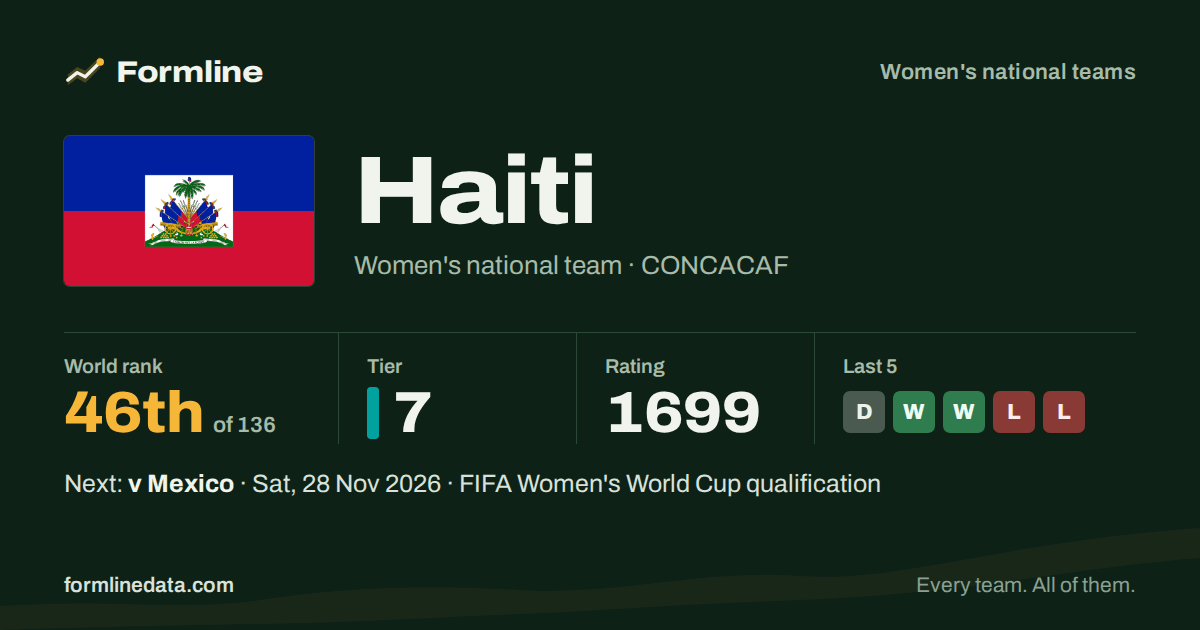 Formline
Women's national teams
Haiti
Women's national team · CONCACAF
World rank
46th of 136
Tier
7
Rating
1699
Last 5
D W W L L
Next: v Mexico · Sat, 28 Nov 2026 · FIFA Women's World Cup qualification
formlinedata.com
Every team. All of them.